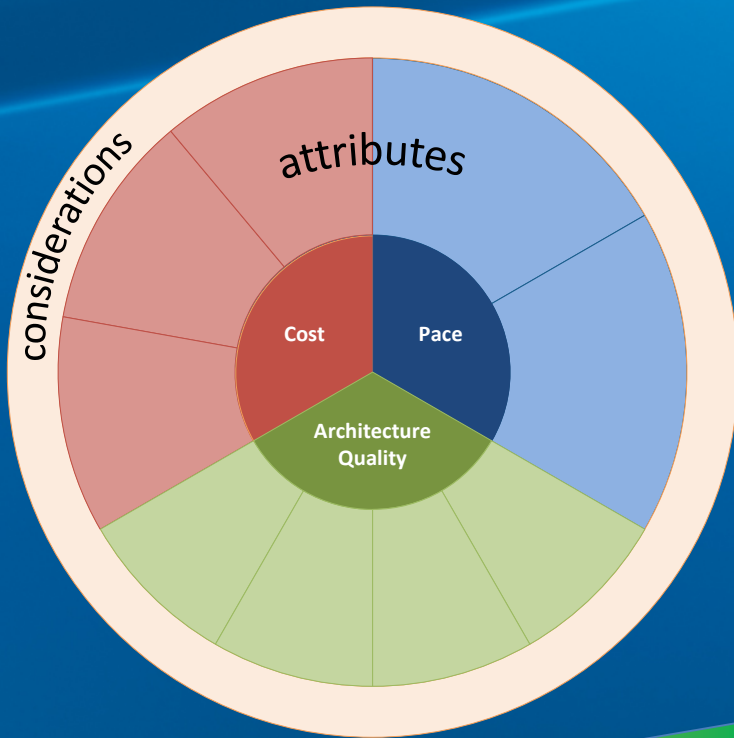 attributes
considerations
Cost
Pace
Architecture
Quality